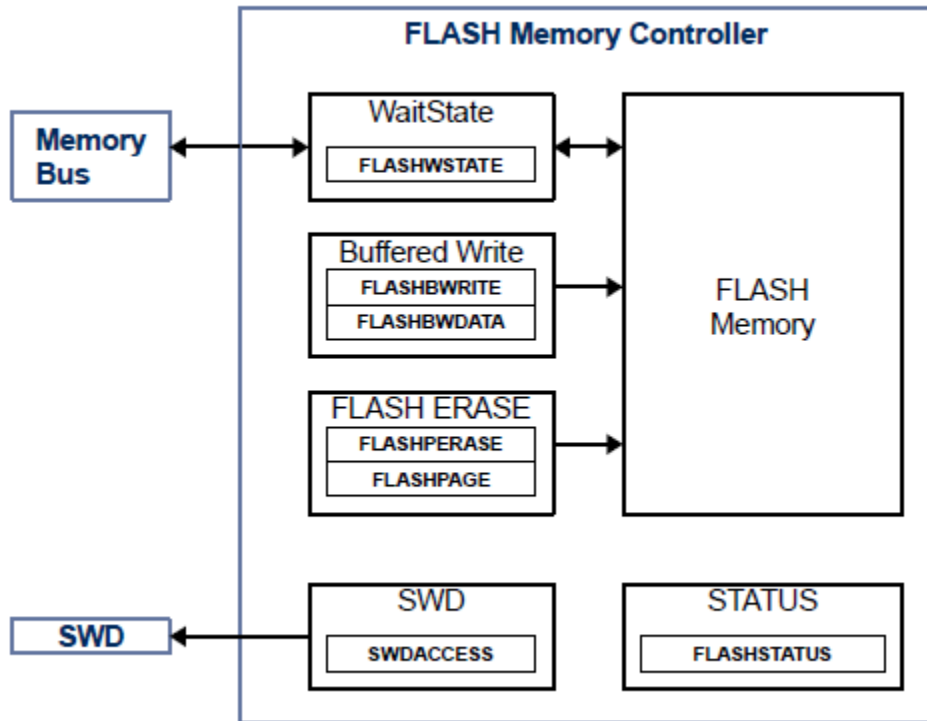 FLASH Memory Controller
Memory
Bus
WaitState
FLASHWSTATE
Buffered Write
FLASHBWRITE
FLASHBWDATA
FLASH
Memory
FLASH ERASE
FLASHPERASE
FLASHPAGE
SWD
SWD
SWDACCESS
STATUS
FLASHSTATUS